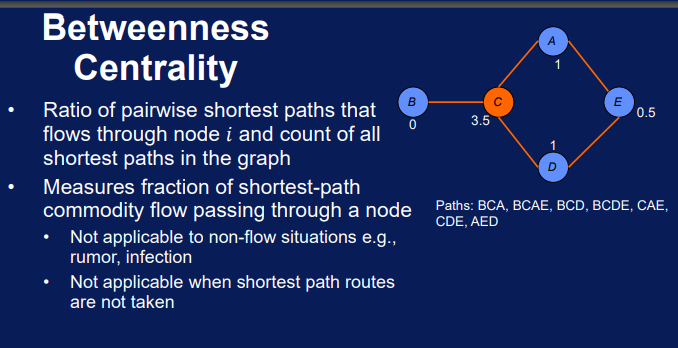 Betweenness
Centrality
• Ratio of pairwise shortest paths that
flows through node i and count of all
shortest paths in the graph
• Measures fraction of shortest-path
commodity flow passing through a node
• Not applicable to non-flow situations e.g.,
rumor, infection
• Not applicable when shortest path routes
are not taken
A
1
B
0
C
3.5
E
0.5
1
D
Paths: BCA, BCAE, BCD, BCDE, CAE,
CDE, AED